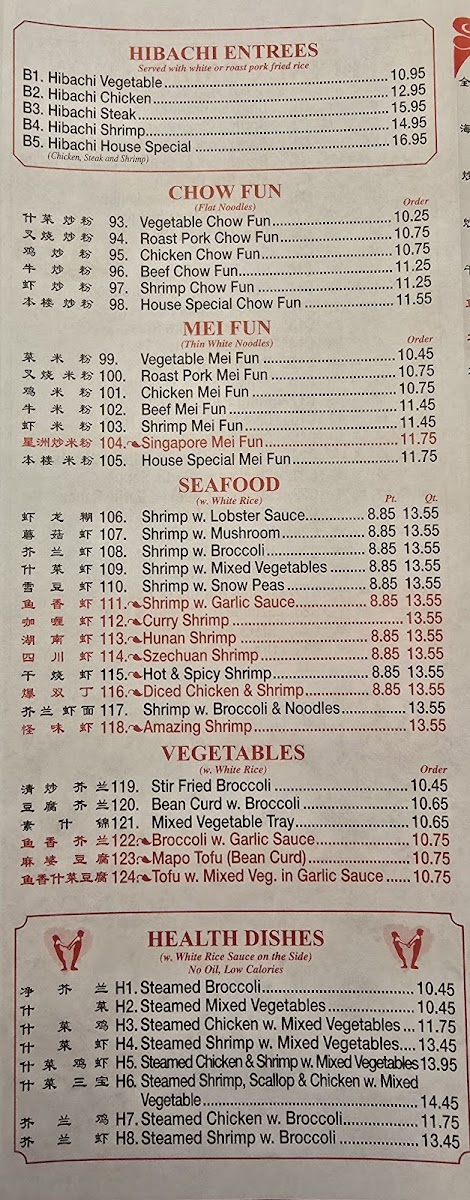 HIBACHI ENTREES
Served with white or roast pork fried rice
B1. Hibachi Vegetable 10.95
B2. Hibachi Chicken 12.95
B3. Hibachi Steak 15.95
B4. Hibachi Shrimp 14.95
B5. Hibachi House Special 16.95
(Chicken, Steak and Shrimp)
CHOW FUN
(Flat Noodles) Order
什菜炒粉 93. Vegetable Chow Fun 10.25
叉烧炒粉 94. Roast Pork Chow Fun 10.75
鸡炒粉 95. Chicken Chow Fun 10.75
牛炒粉 96. Beef Chow Fun 11.25
虾炒粉 97. Shrimp Chow Fun 11.25
本楼炒粉 98. House Special Chow Fun 11.55
MEI FUN
(Thin White Noodles) Order
菜米粉 99. Vegetable Mei Fun 10.45
叉烧米粉 100. Roast Pork Mei Fun 10.75
鸡米粉 101. Chicken Mei Fun 10.75
牛米粉 102. Beef Mei Fun 11.45
虾米粉 103. Shrimp Mei Fun 11.45
星洲炒米粉 104. Singapore Mei Fun 11.75
本楼米粉 105. House Special Mei Fun 11.75
SEAFOOD
(w. White Rice) Pt. Qt.
虾龙糊 106. Shrimp w. Lobster Sauce 8.85 13.55
蘑菇虾 107. Shrimp w. Mushroom 8.85 13.55
芥兰虾 108. Shrimp w. Broccoli 8.85 13.55
什菜虾 109. Shrimp w. Mixed Vegetables 8.85 13.55
雪豆虾 110. Shrimp w. Snow Peas 8.85 13.55
鱼香虾 111. Shrimp w. Garlic Sauce 8.85 13.55
咖喱虾 112. Curry Shrimp 13.55
湖南虾 113. Hunan Shrimp 8.85 13.55
四川虾 114. Szechuan Shrimp 8.85 13.55
干烧虾 115. Hot & Spicy Shrimp 8.85 13.55
爆双丁 116. Diced Chicken & Shrimp 8.85 13.55
芥兰虾面 117. Shrimp w. Broccoli & Noodles 13.55
怪味虾 118. Amazing Shrimp 13.55
VEGETABLES
(w. White Rice) Order
清炒芥兰 119. Stir Fried Broccoli 10.45
豆腐芥兰 120. Bean Curd w. Broccoli 10.65
素什锦 121. Mixed Vegetable Tray 10.65
鱼香芥兰 122. Broccoli w. Garlic Sauce 10.75
麻婆豆腐 123. Mapo Tofu (Bean Curd) 10.75
鱼香什菜豆腐 124. Tofu w. Mixed Veg. in Garlic Sauce 10.75
HEALTH DISHES
(w. White Rice Sauce on the Side)
No Oil, Low Calories
净芥兰 H1. Steamed Broccoli 10.45
什菜 H2. Steamed Mixed Vegetables 10.45
什菜鸡 H3. Steamed Chicken w. Mixed Vegetables 11.75
什菜虾 H4. Steamed Shrimp w. Mixed Vegetables 13.45
什菜鸡虾 H5. Steamed Chicken & Shrimp w. Mixed Vegetables 13.95
什菜三宝 H6. Steamed Shrimp, Scallop & Chicken w. Mixed
Vegetable 14.45
芥兰鸡 H7. Steamed Chicken w. Broccoli 11.75
芥兰虾 H8. Steamed Shrimp w. Broccoli 13.45